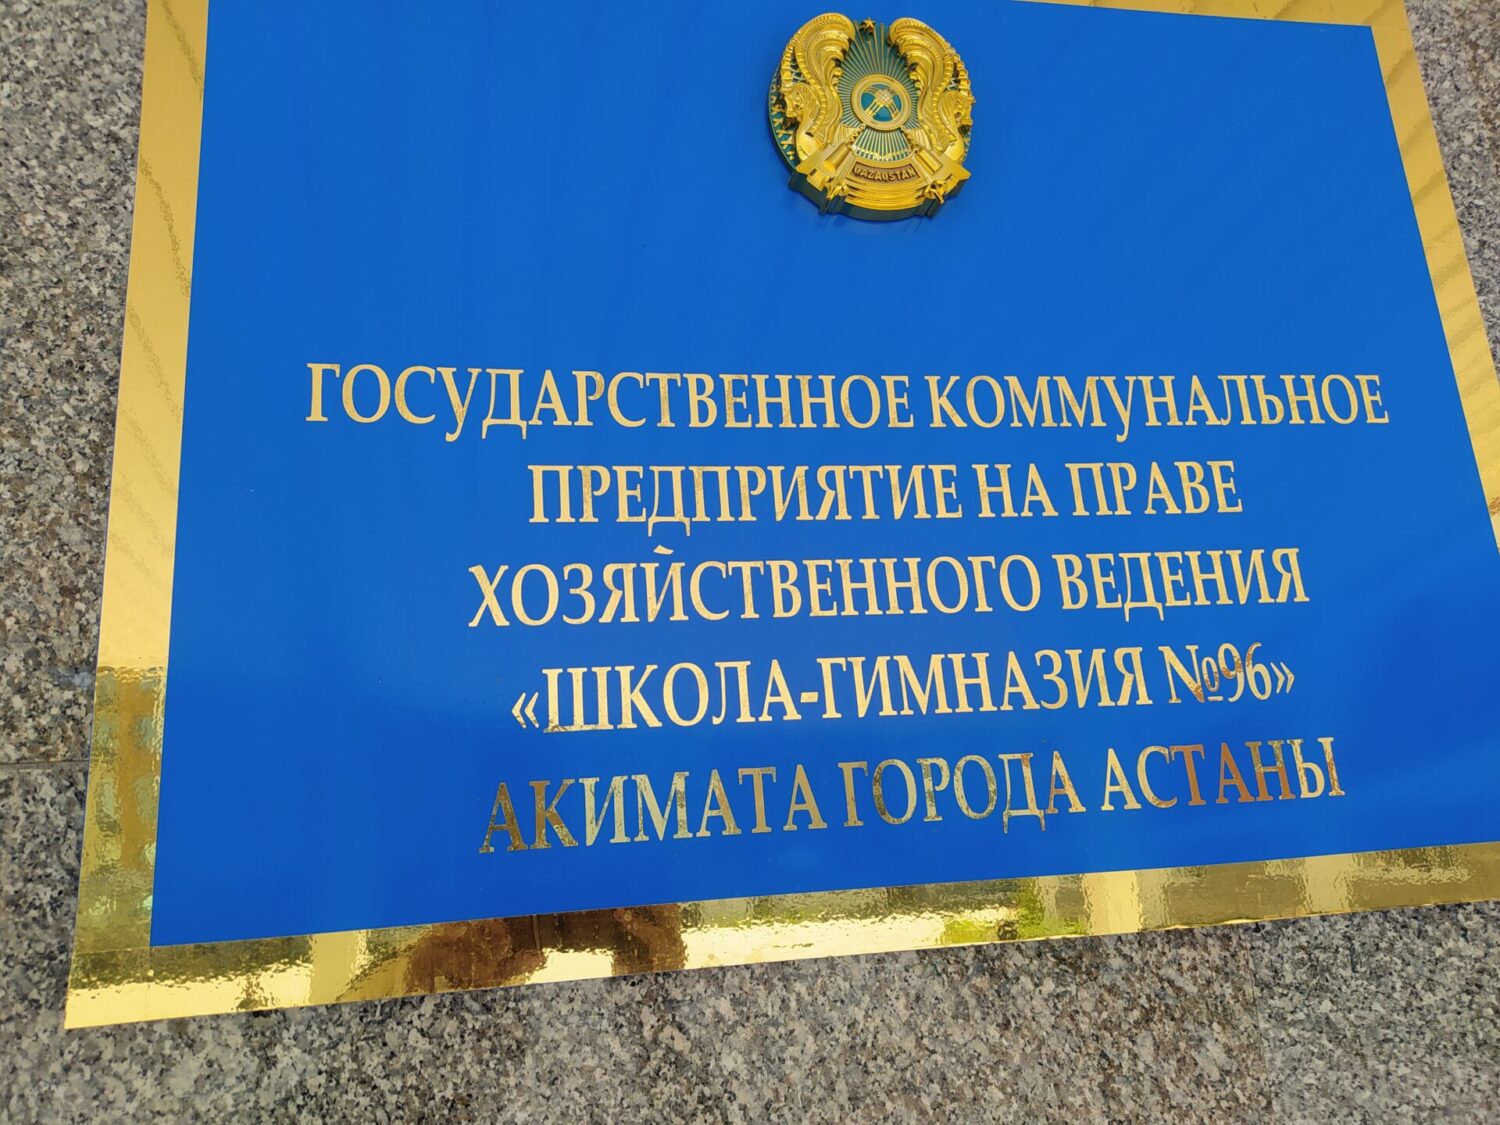 QAZAQSTAN
ГОСУДАРСТВЕННОЕ КОММУНАЛЬНОЕ
ПРЕДПРИЯТИЕ НА ПРАВЕ
ХОЗЯЙСТВЕННОГО ВЕДЕНИЯ
«ШКОЛА-ГИМНАЗИЯ №96»
АКИМАТА ГОРОДА АСТАНЫ